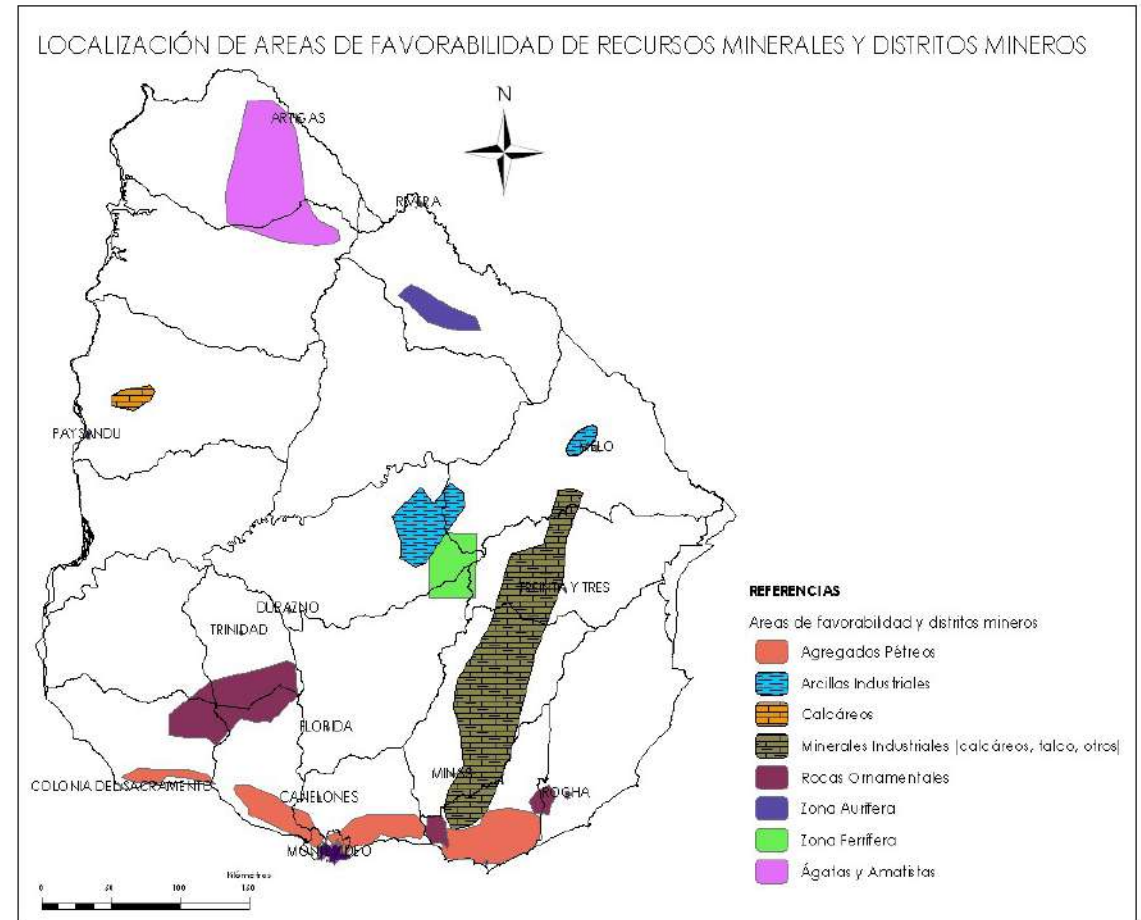 LOCALIZACIÓN DE AREAS DE FAVORABILIDAD DE RECURSOS MINERALES Y DISTRITOS MINEROS
N
ARTIGAS
RIVERA
PAYSANDU
MELO
TREINTA Y TRES
DURAZNO
TRINIDAD
FLORIDA
MINAS
COLONIA DEL SACRAMENTO
CANELONES
ROCHA
MONTEVIDEO
Kilómetros
0 50 100 150
REFERENCIAS
Areas de favorabilidad y distritos mineros
Agregados Pétreos
Arcillas Industriales
Calcáreos
Minerales Industriales (calcáreos, talco, otros)
Rocas Ornamentales
Zona Aurífera
Zona Ferrífera
Ágatas y Amatistas